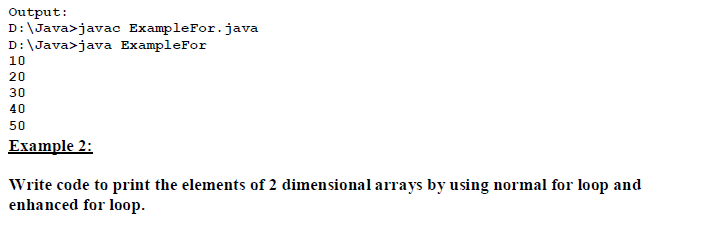 Output:
D:\Java>javac ExampleFor.java
D:\Java>java ExampleFor
10
20
30
40
50
Example 2:
Write code to print the elements of 2 dimensional arrays by using normal for loop and
enhanced for loop.